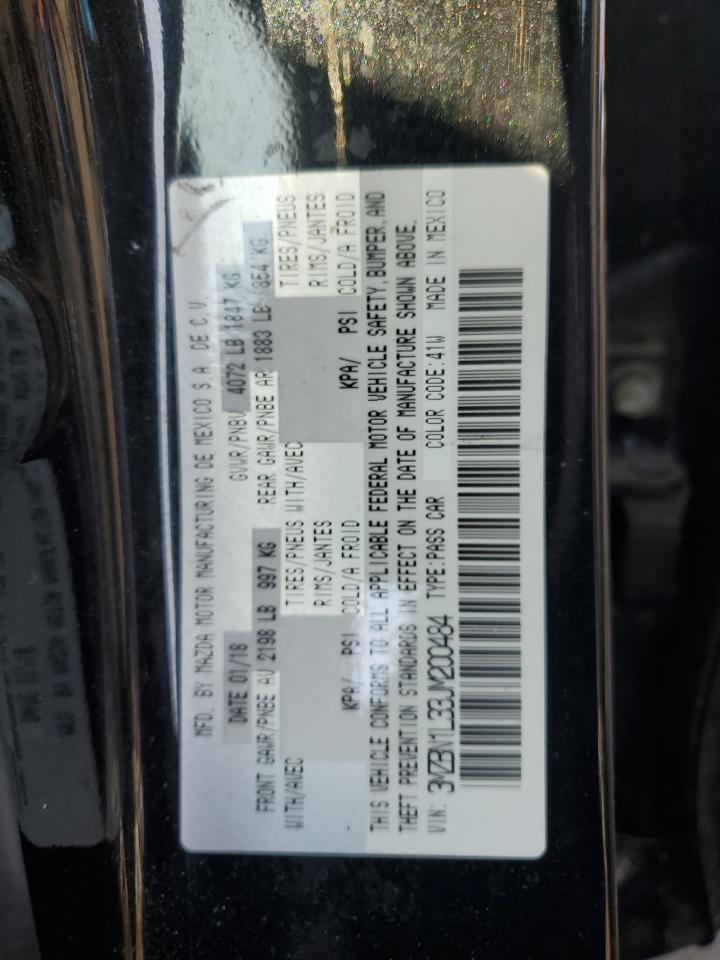 MFD. BY MAZDA MOTOR MANUFACTURING DE MEXICO S.A. DE C.V.
DATE 01/18 GVWR/PNBV 4072 LB 1847 KG
FRONT GAWR/PNBE AV 2198 LB 997 KG REAR GAWR/PNBE AR 1883 LB 854 KG
WITH/AVEC TIRES/PNEUS WITH/AVEC TIRES/PNEUS
RIMS/JANTES RIMS/JANTES
KPA/ PSI COLD/A FROID KPA/ PSI COLD/A FROID
THIS VEHICLE CONFORMS TO ALL APPLICABLE FEDERAL MOTOR VEHICLE SAFETY, BUMPER, AND
THEFT PREVENTION STANDARDS IN EFFECT ON THE DATE OF MANUFACTURE SHOWN ABOVE.
VIN: 3MZBN1L33JM200484 TYPE:PASS CAR COLOR CODE:41W MADE IN MEXICO